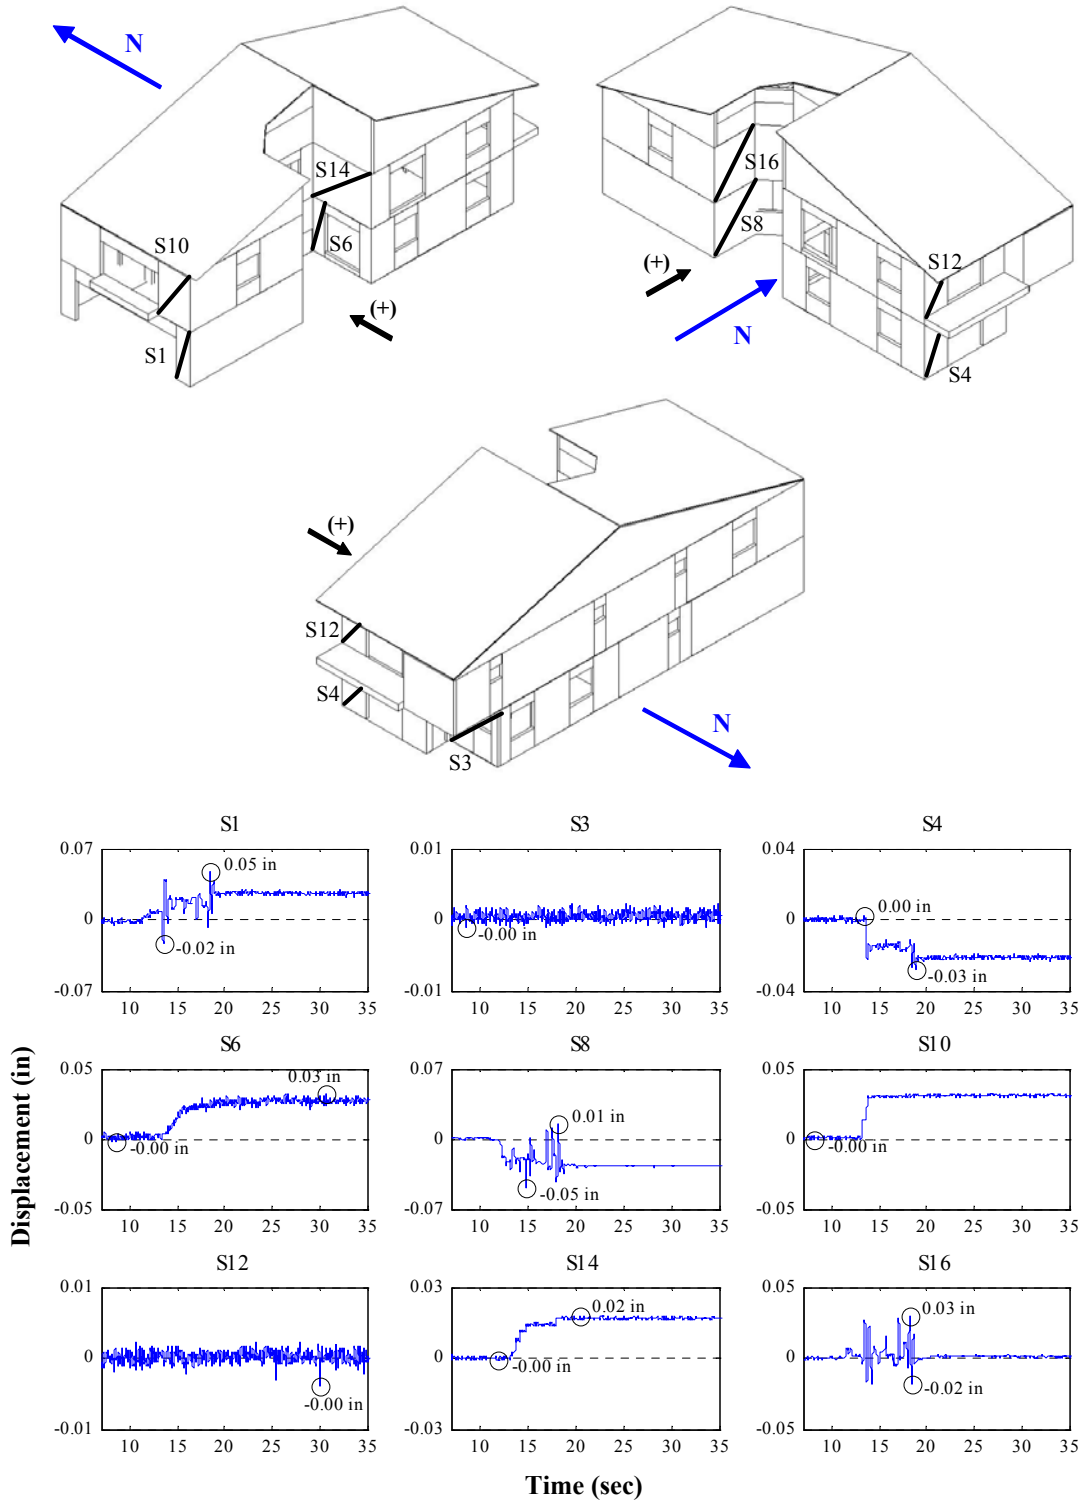 N
S14
S10
S6
(+)
S1
S16
S8
(+)
S12
N
S4
(+)
S12
S4
N
S3
S1
0.07
0
-0.07
0.05 in
-0.02 in
10 15 20 25 30 35
S3
0.01
0
-0.01
-0.00 in
10 15 20 25 30 35
S4
0.04
0
-0.04
0.00 in
-0.03 in
10 15 20 25 30 35
Displacement (in)
S6
0.05
0
-0.05
0.03 in
-0.00 in
10 15 20 25 30 35
S8
0.07
0
-0.07
0.01 in
-0.05 in
10 15 20 25 30 35
S10
0.05
0
-0.05
-0.00 in
10 15 20 25 30 35
S12
0.01
0
-0.01
-0.00 in
10 15 20 25 30 35
S14
0.03
0
-0.03
0.02 in
-0.00 in
10 15 20 25 30 35
S16
0.05
0
-0.05
0.03 in
-0.02 in
10 15 20 25 30 35
Time (sec)